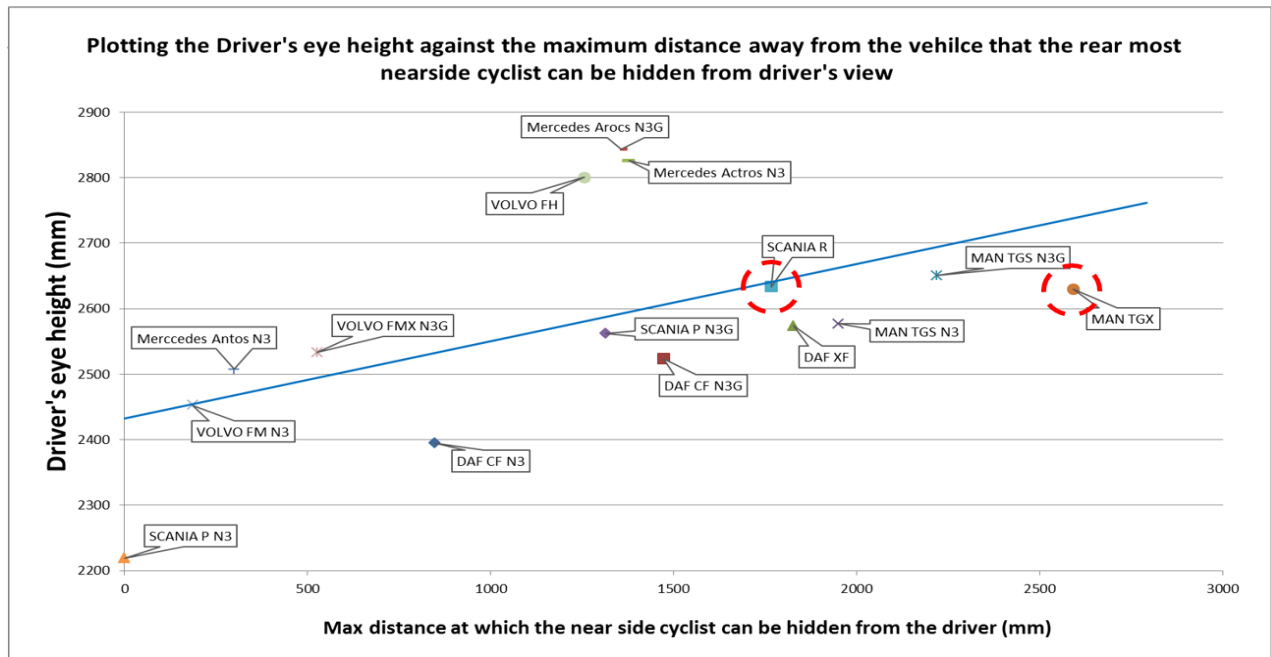 Plotting the Driver's eye height against the maximum distance away from the vehilce that the rear most
nearside cyclist can be hidden from driver's view
Driver's eye height (mm)
2900
2800
2700
2600
2500
2400
2300
2200
Mercedes Arocs N3G
Mercedes Actros N3
VOLVO FH
SCANIA R
MAN TGS N3G
MAN TGX
VOLVO FMX N3G
Merccedes Antos N3
SCANIA P N3G
MAN TGS N3
DAF XF
DAF CF N3G
VOLVO FM N3
DAF CF N3
SCANIA P N3
0
500
1000
1500
2000
2500
3000
Max distance at which the near side cyclist can be hidden from the driver (mm)